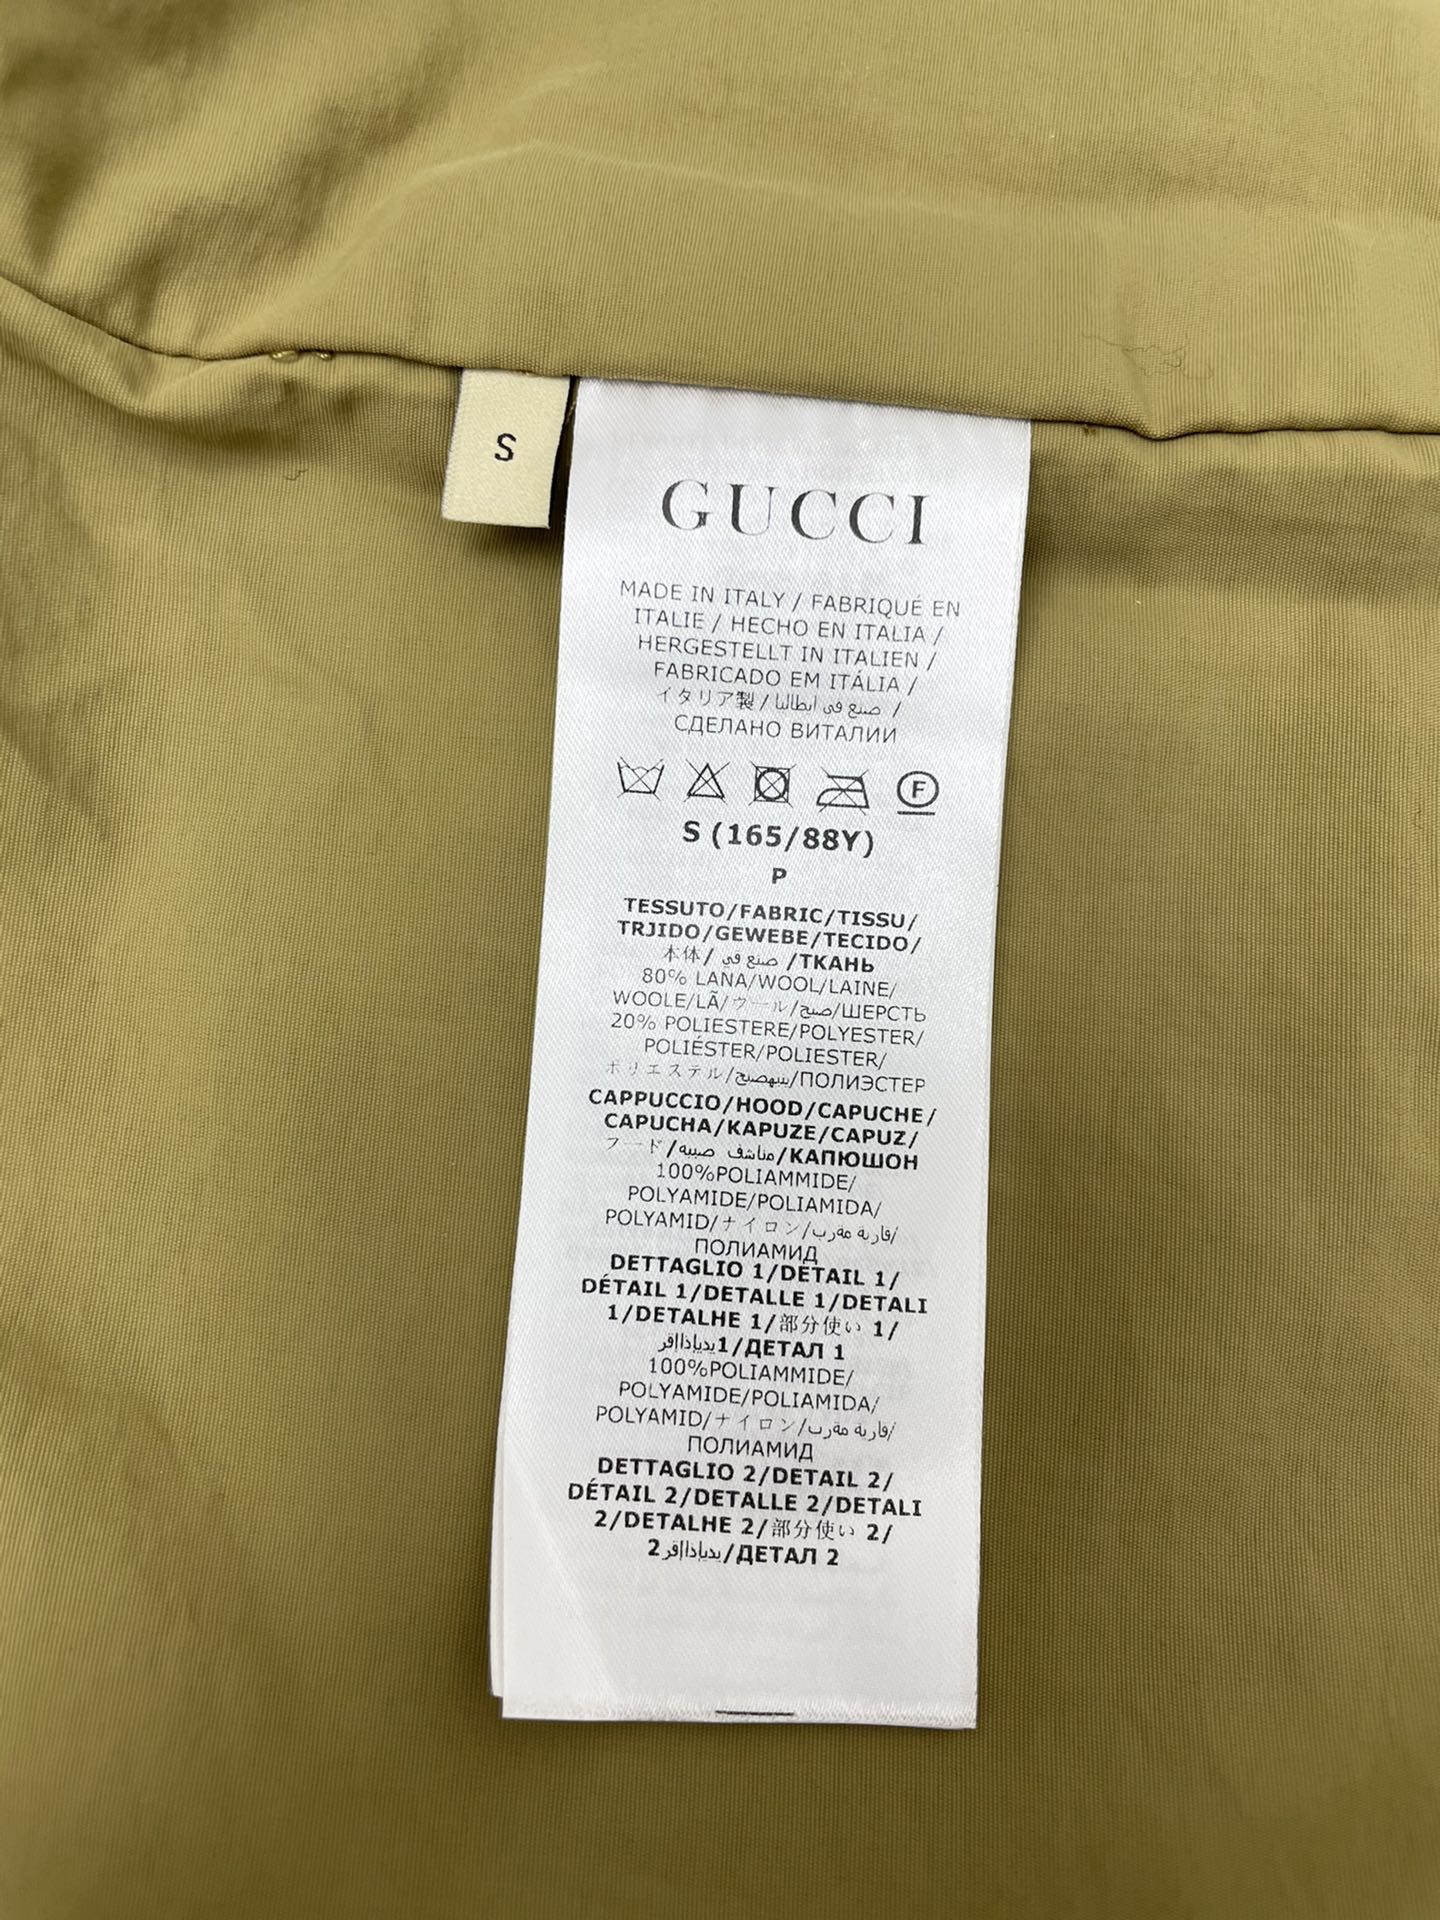 S
GUCCI
MADE IN ITALY / FABRIQUÉ EN
ITALIE / HECHO EN ITALIA /
HERGESTELLT IN ITALIEN /
FABRICADO EM ITÁLIA /
イタリア製 / صنع في ايطاليا /
СДЕЛАНО ВИТАЛИИ
F
S (165/88Y)
P
TESSUTO/FABRIC/TISSU/
TRJIDO/GEWEBE/TECIDO/
本体/ صنع في /ТКАНЬ
80% LANA/WOOL/LAINE/
WOOLE/LÃ/ウール/صبح/ШЕРСТЬ
20% POLIESTERE/POLYESTER/
POLIÉSTER/POLIESTER/
ポリエステル/ПОЛИЭСТЕР
CAPPUCCIO/HOOD/CAPUCHE/
CAPUCHA/KAPUZE/CAPUZ/
フード/مناشف صبيه/КАПЮШОН
100%POLIAMMIDE/
POLYAMIDE/POLIAMIDA/
POLYAMID/ナイロン/
ПОЛИАМИД
DETTAGLIO 1/DETAIL 1/
DÉTAIL 1/DETALLE 1/DETALI
1/DETALHE 1/部分使い 1/
1/ДЕТАЛ 1
100%POLIAMMIDE/
POLYAMIDE/POLIAMIDA/
POLYAMID/ナイロン/
ПОЛИАМИД
DETTAGLIO 2/DETAIL 2/
DÉTAIL 2/DETALLE 2/DETALI
2/DETALHE 2/部分使い 2/
2/ДЕТАЛ 2